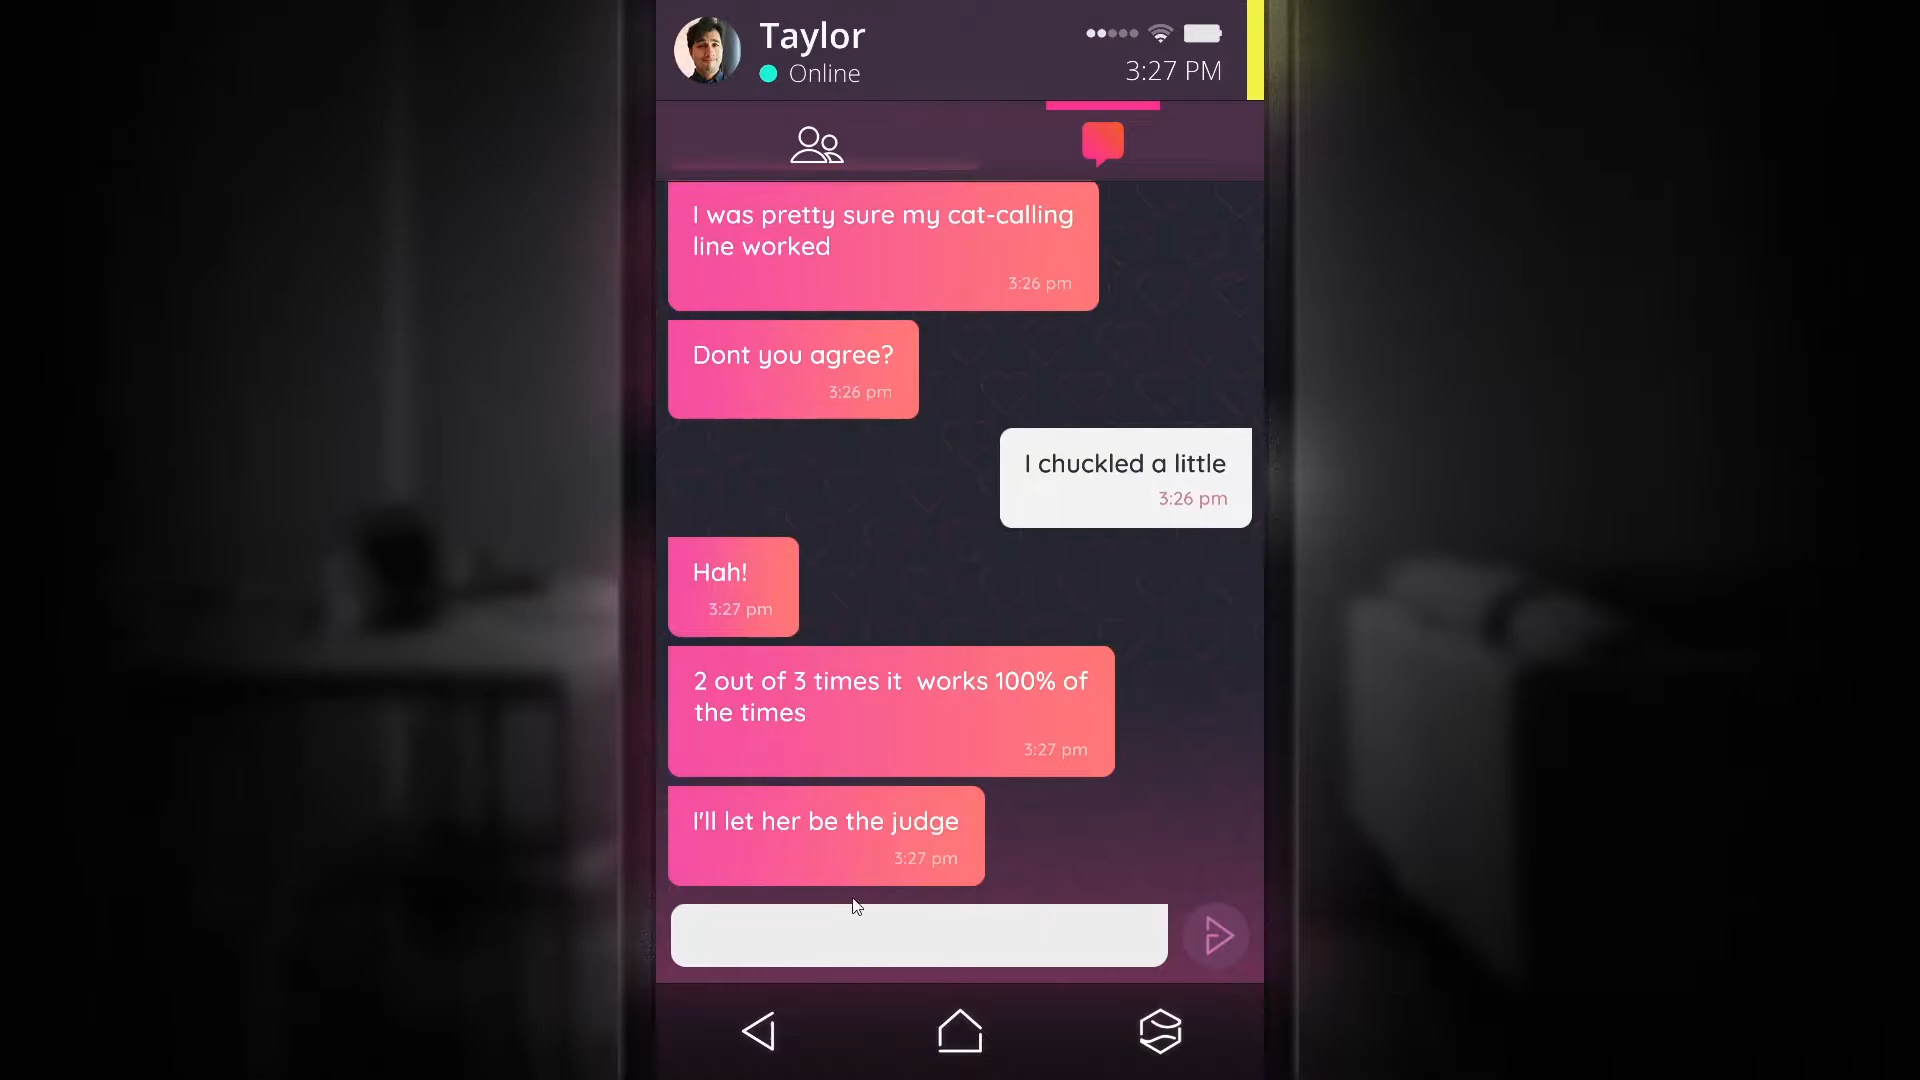 Taylor
Online
3:27 PM
I was pretty sure my cat-calling
line worked
3:26 pm
Dont you agree?
3:26 pm
I chuckled a little
3:26 pm
Hah!
3:27 pm
2 out of 3 times it  works 100% of
the times
3:27 pm
I'll let her be the judge
3:27 pm